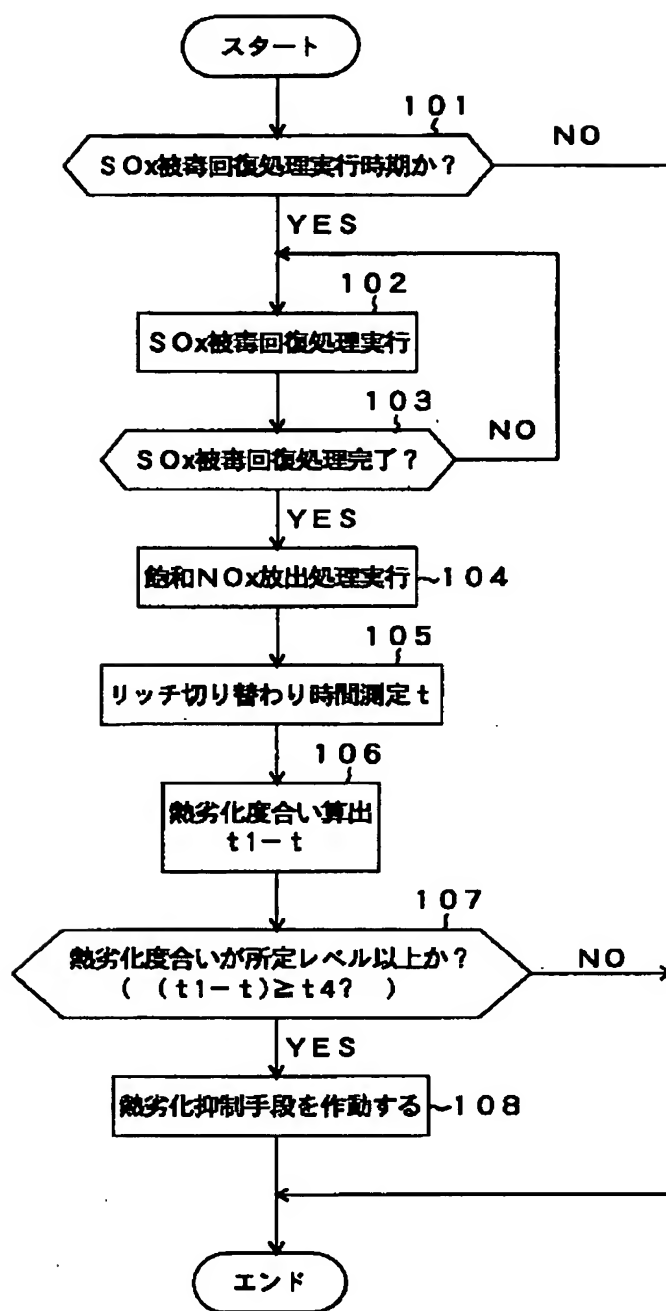 スタート
101
SOx被毒回復処理実行時期か?
NO
YES
102
SOx被毒回復処理実行
103
SOx被毒回復処理完了?
NO
YES
飽和NOx放出処理実行
~104
105
リッチ切り替わり時間測定t
106
熱劣化度合い算出
t1-t
107
熱劣化度合いが所定レベル以上か?
( (t1-t)≥t4? )
NO
YES
熱劣化抑制手段を作動する
~108
エンド